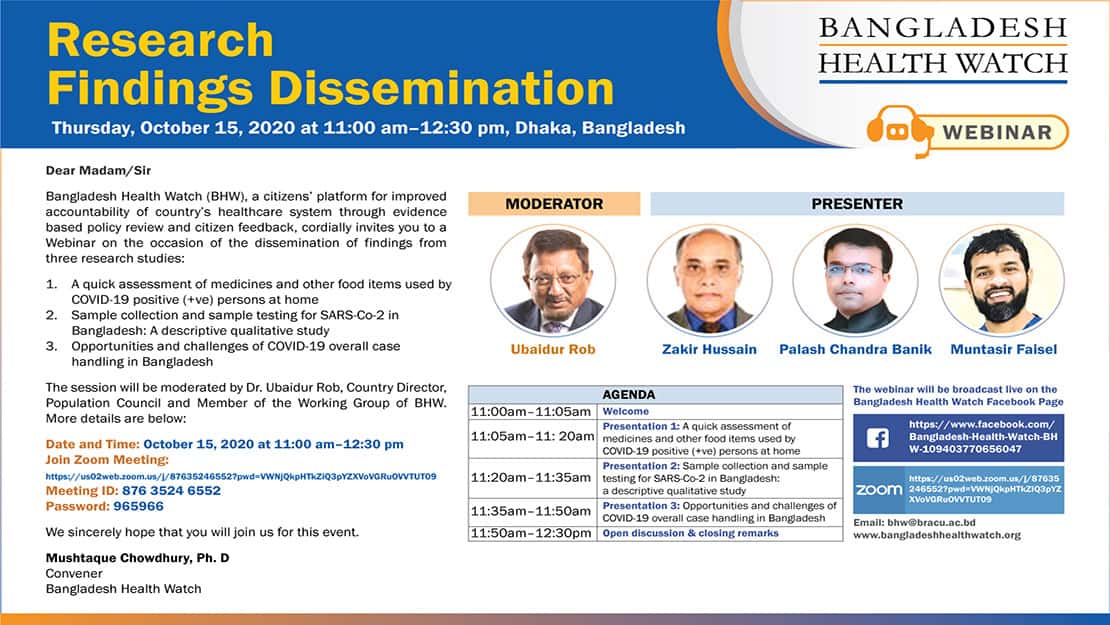 Research
Findings Dissemination
Thursday, October 15, 2020 at 11:00 am–12:30 pm, Dhaka, Bangladesh
BANGLADESH
HEALTH WATCH
WEBINAR
Dear Madam/Sir
Bangladesh Health Watch (BHW), a citizens' platform for improved
accountability of country's healthcare system through evidence
based policy review and citizen feedback, cordially invites you to a
Webinar on the occasion of the dissemination of findings from
three research studies:
1. A quick assessment of medicines and other food items used by
COVID-19 positive (+ve) persons at home
2. Sample collection and sample testing for SARS-Co-2 in
Bangladesh: A descriptive qualitative study
3. Opportunities and challenges of COVID-19 overall case
handling in Bangladesh
The session will be moderated by Dr. Ubaidur Rob, Country Director,
Population Council and Member of the Working Group of BHW.
More details are below:
Date and Time: October 15, 2020 at 11:00 am–12:30 pm
Join Zoom Meeting:
https://us02web.zoom.us/j/87635246552?pwd=VWNjQkpHTkZiQ3pYZXVoVGRuOVVTUT09
Meeting ID: 876 3524 6552
Password: 965966
We sincerely hope that you will join us for this event.
Mushtaque Chowdhury, Ph. D
Convener
Bangladesh Health Watch
MODERATOR
PRESENTER
Ubaidur Rob
Zakir Hussain
Palash Chandra Banik
Muntasir Faisel
AGENDA
11:00am–11:05am Welcome
11:05am–11: 20am Presentation 1: A quick assessment of
medicines and other food items used by
COVID-19 positive (+ve) persons at home
11:20am–11:35am Presentation 2: Sample collection and sample
testing for SARS-Co-2 in Bangladesh:
a descriptive qualitative study
11:35am–11:50am Presentation 3: Opportunities and challenges of
COVID-19 overall case handling in Bangladesh
11:50am–12:30pm Open discussion & closing remarks
The webinar will be broadcast live on the
Bangladesh Health Watch Facebook Page
https://www.facebook.com/
Bangladesh-Health-Watch-BH
W-109403770656047
zoom
https://us02web.zoom.us/j/87635
246552?pwd=VWNjQkpHTkZiQ3pYZ
XVoVGRuOVVTUT09
Email: bhw@bracu.ac.bd
www.bangladeshhealthwatch.org